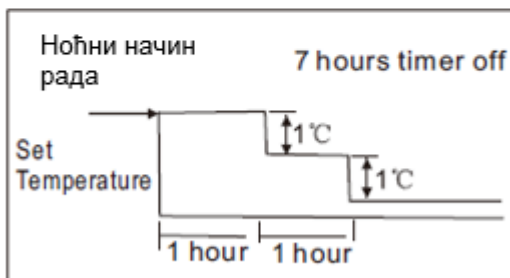 Ноћни начин
рада
7 hours timer off
1℃
Set
Temperature
1℃
1 hour
1 hour